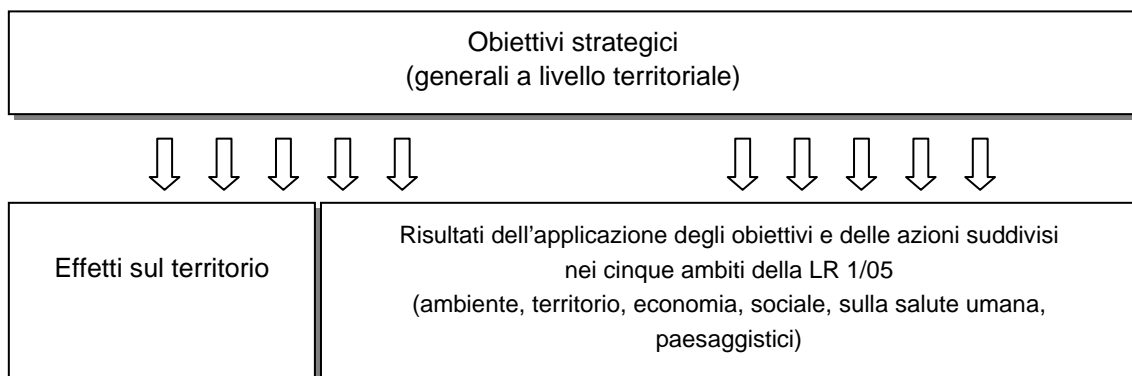 Obiettivi strategici
(generali a livello territoriale)
Effetti sul territorio
Risultati dell’applicazione degli obiettivi e delle azioni suddivisi
nei cinque ambiti della LR 1/05
(ambiente, territorio, economia, sociale, sulla salute umana,
paesaggistici)